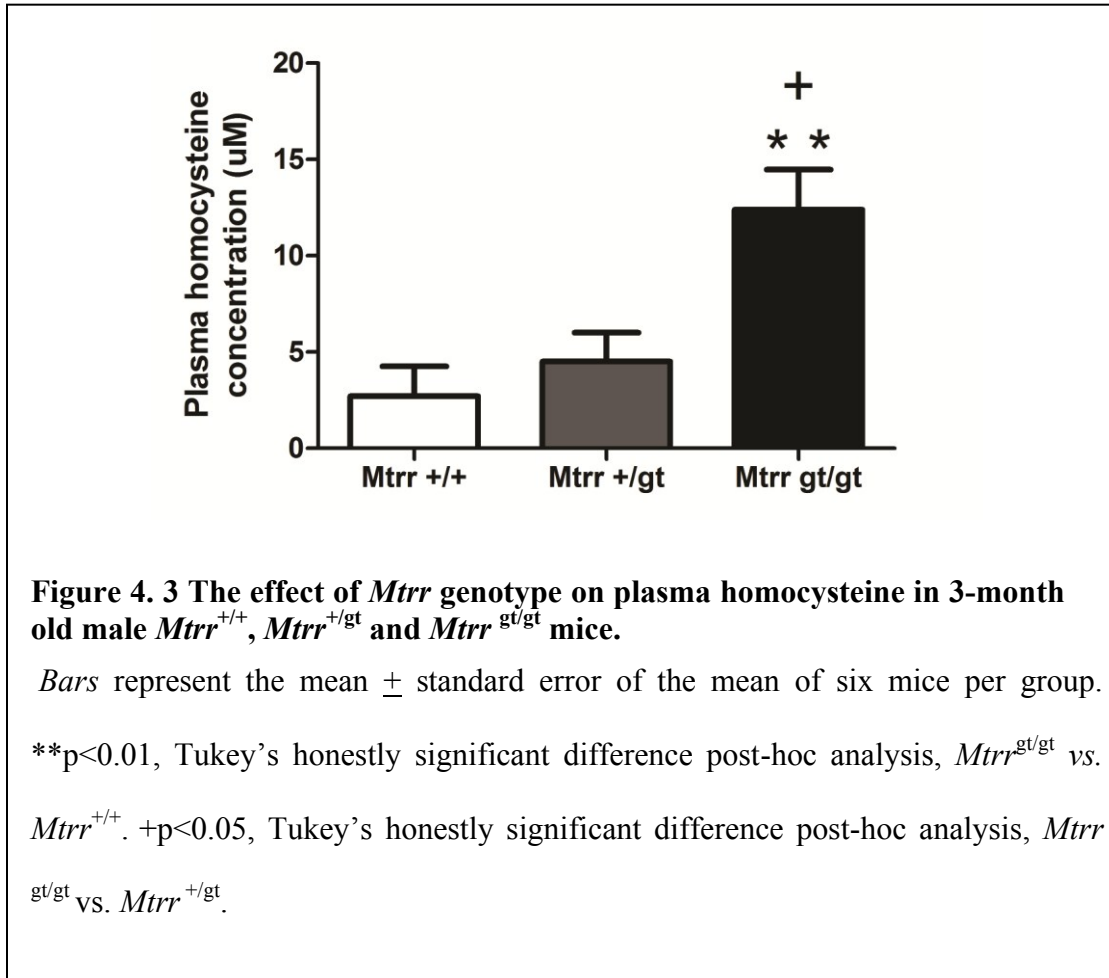 Plasma homocysteine
concentration (uM)
20
15
10
5
0
+
* *
Mtrr +/+ Mtrr +/gt Mtrr gt/gt
Figure 4. 3 The effect of Mtrr genotype on plasma homocysteine in 3-month
old male Mtrr+/+, Mtrr+/gt and Mtrr gt/gt mice.
Bars represent the mean ± standard error of the mean of six mice per group.
**p<0.01, Tukey’s honestly significant difference post-hoc analysis, Mtrrgt/gt vs.
Mtrr+/+. +p<0.05, Tukey’s honestly significant difference post-hoc analysis, Mtrr
gt/gt vs. Mtrr +/gt.